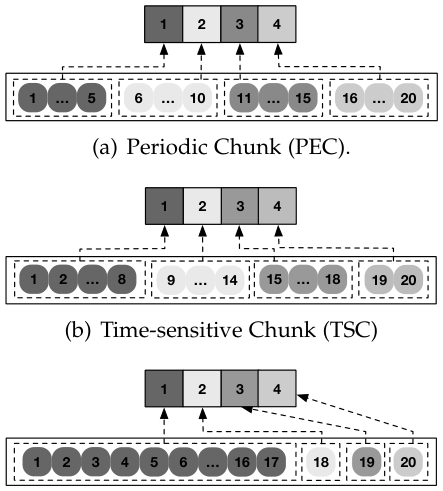 1 2 3 4
1 ... 5 6 ... 10 11 ... 15 16 ... 20
(a) Periodic Chunk (PEC).
1 2 3 4
1 2 ... 8 9 ... 14 15 ... 18 19 20
(b) Time-sensitive Chunk (TSC)
1 2 3 4
1 2 3 4 5 6 ... 16 17 18 19 20